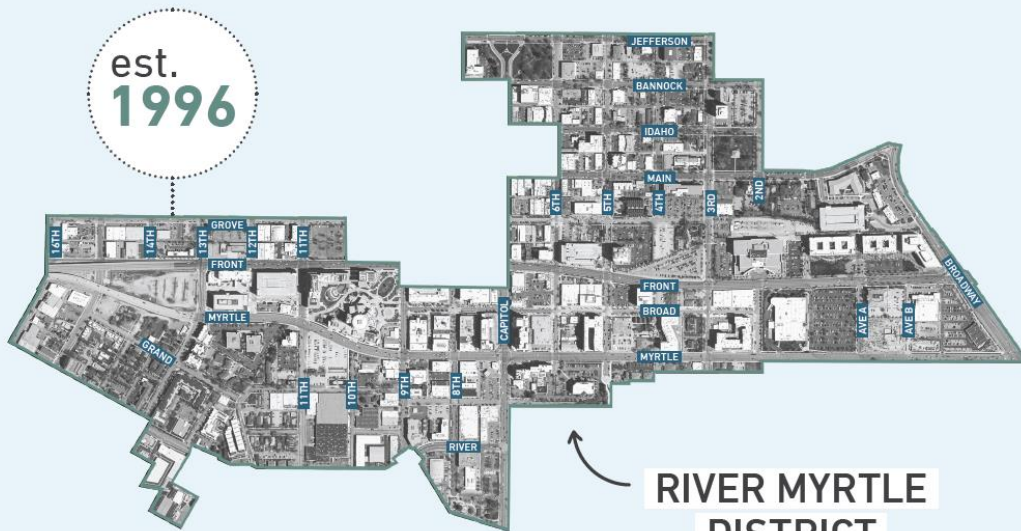 est.
1996
JEFFERSON
BANNOCK
IDAHO
MAIN
6TH
5TH
4TH
3RD
2ND
16TH
14TH
13TH
GROVE
12TH
11TH
FRONT
FRONT
BROADWAY
MYRTLE
CAPITOL
BROAD
AVE A
AVE B
GRAND
MYRTLE
11TH
10TH
9TH
8TH
RIVER
RIVER MYRTLE
DISTRICT